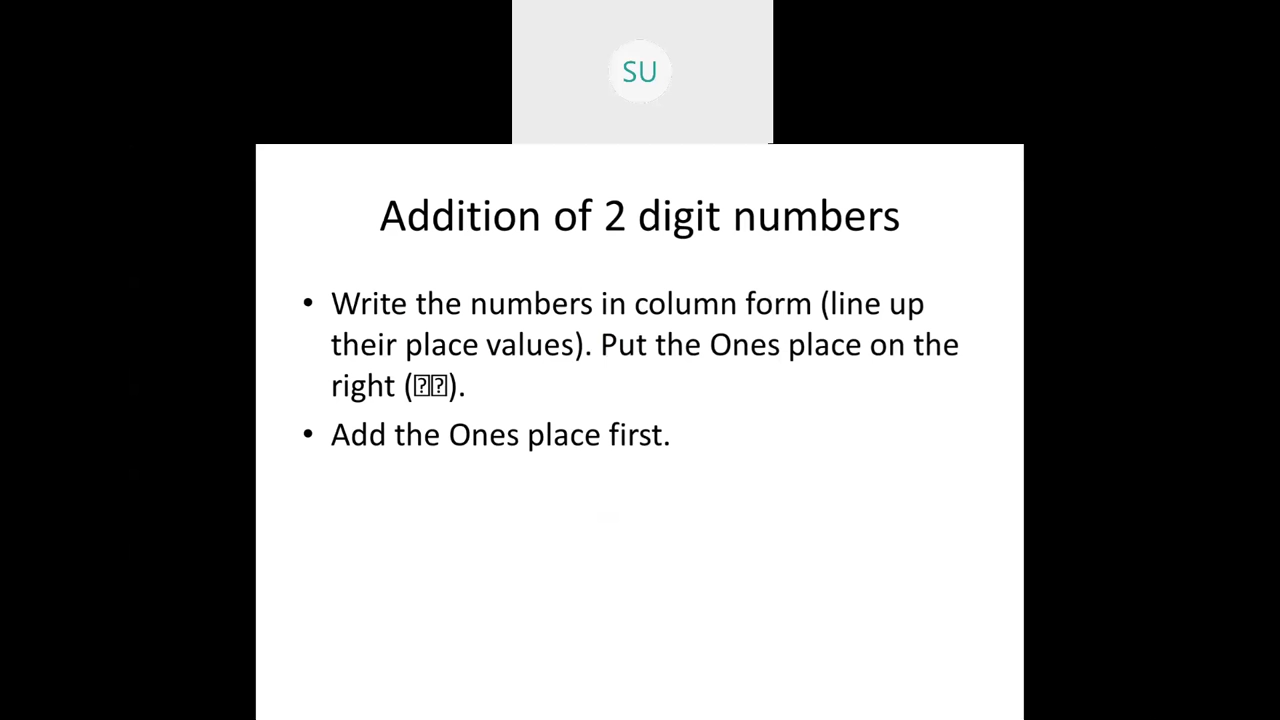 SU
Addition of 2 digit numbers
• Write the numbers in column form (line up
their place values). Put the Ones place on the
right (⍰⍰).
• Add the Ones place first.